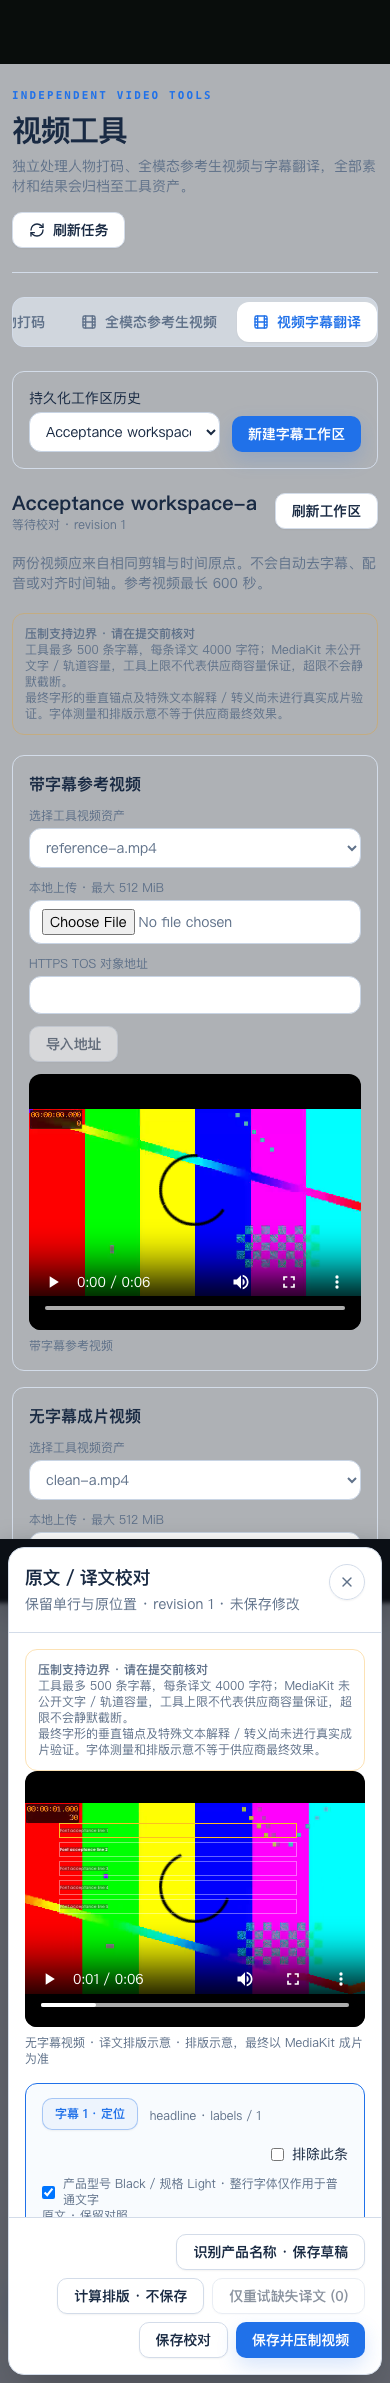 INDEPENDENT VIDEO TOOLS
视频工具
独立处理人物打码、全模态参考生视频与字幕翻译，全部素
材和结果会归档至工具资产。
刷新任务
打码 全模态参考生视频 视频字幕翻译
持久化工作区历史
Acceptance workspac 新建字幕工作区
Acceptance workspace-a 刷新工作区
等待校对 · revision 1
两份视频应来自相同剪辑与时间原点。不会自动去字幕、配
音或对齐时间轴。参考视频最长 600 秒。
压制支持边界 · 请在提交前核对
工具最多 500 条字幕，每条译文 4000 字符；MediaKit 未公开
文字 / 轨道容量，工具上限不代表供应商容量保证，超限不会静
默截断。
最终字形的垂直锚点及特殊文本解释 / 转义尚未进行真实成片验
证。字体测量和排版示意不等于供应商最终效果。
带字幕参考视频
选择工具视频资产
reference-a.mp4
本地上传 · 最大 512 MiB
Choose File No file chosen
HTTPS TOS 对象地址
导入地址
00:00:00.000
0
0:00 / 0:06
带字幕参考视频
无字幕成片视频
选择工具视频资产
clean-a.mp4
本地上传 · 最大 512 MiB
原文 / 译文校对
保留单行与原位置 · revision 1 · 未保存修改
压制支持边界 · 请在提交前核对
工具最多 500 条字幕，每条译文 4000 字符；MediaKit 未
公开文字 / 轨道容量，工具上限不代表供应商容量保证，超
限不会静默截断。
最终字形的垂直锚点及特殊文本解释 / 转义尚未进行真实成
片验证。字体测量和排版示意不等于供应商最终效果。
00:00:01.000
30
0:01 / 0:06
无字幕视频 · 译文排版示意 · 排版示意，最终以 MediaKit 成片
为准
字幕 1 · 定位 headline · labels / 1
排除此条
产品型号 Black / 规格 Light · 整行字体仅作用于普
通文字
原文 · 保留对照
识别产品名称 · 保存草稿
计算排版 · 不保存 仅重试缺失译文 (0)
保存校对 保存并压制视频